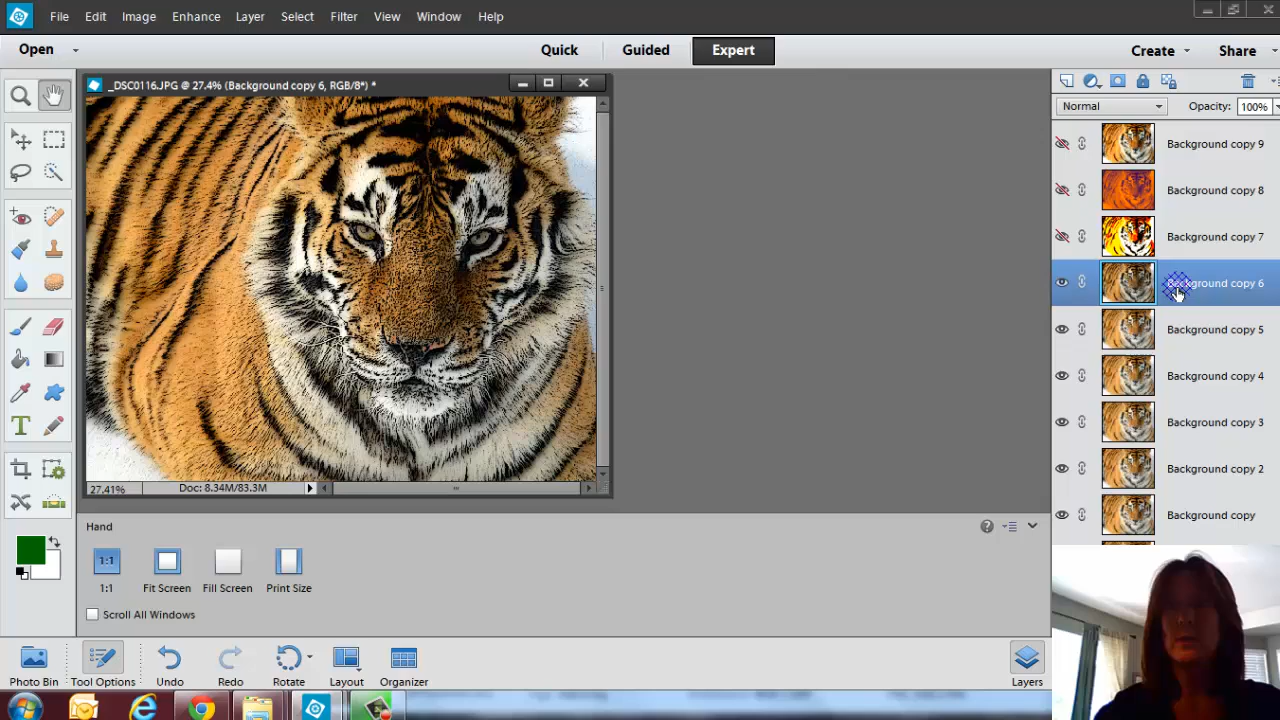 File Edit Image Enhance Layer Select Filter View Window Help
Open Quick Guided Expert Create Share
_DSC0116.JPG @ 27.4% (Background copy 6, RGB/8*) *
Normal Opacity: 100%
Background copy 9
Background copy 8
Background copy 7
Background copy 6
Background copy 5
Background copy 4
Background copy 3
Background copy 2
Background copy
27.41% Doc: 8.34M/83.3M
Hand
1:1
1:1 Fit Screen Fill Screen Print Size
Scroll All Windows
Photo Bin Tool Options Undo Redo Rotate Layout Organizer Layers